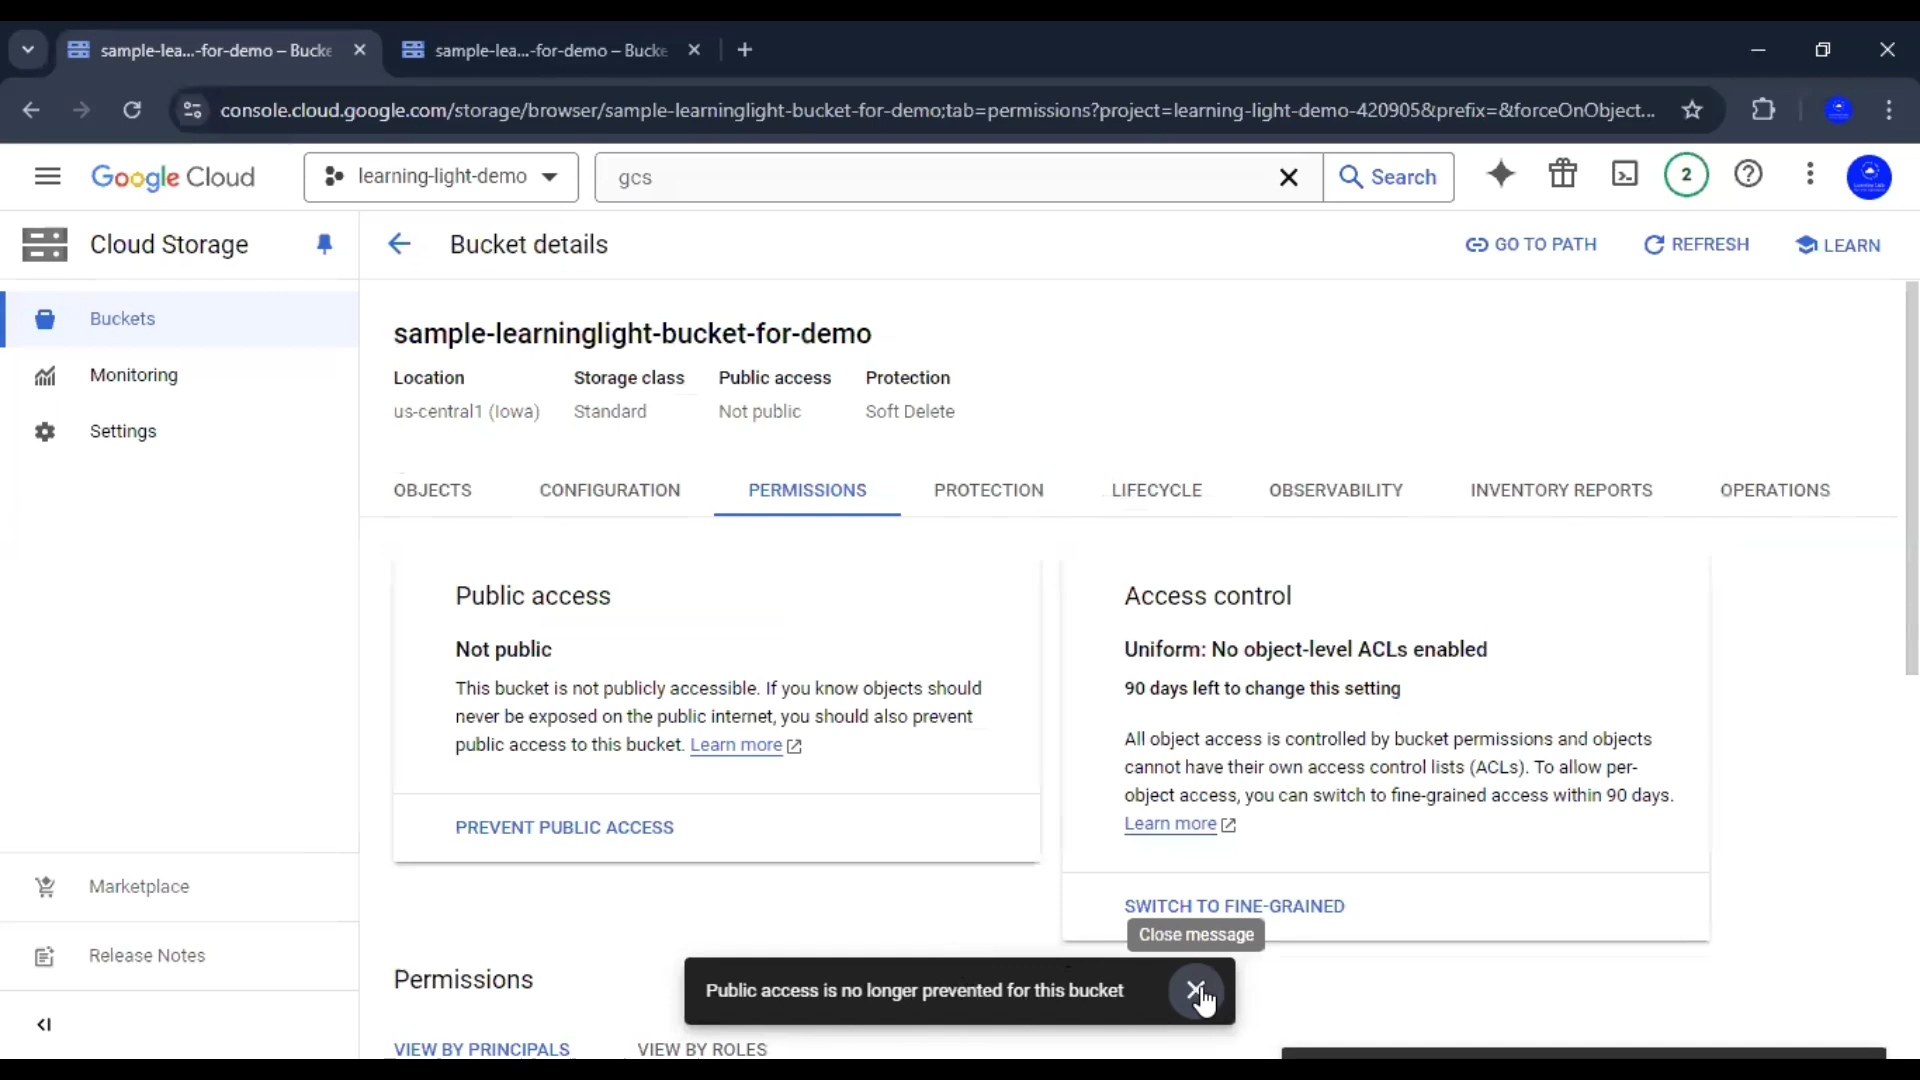 sample-lea...-for-demo – Bucke
sample-lea...-for-demo – Bucke
console.cloud.google.com/storage/browser/sample-learninglight-bucket-for-demo;tab=permissions?project=learning-light-demo-420905&prefix=&forceOnObject...
Google Cloud
learning-light-demo
gcs
Search
2
Cloud Storage
Bucket details
GO TO PATH
REFRESH
LEARN
Buckets
Monitoring
Settings
Marketplace
Release Notes
sample-learninglight-bucket-for-demo
Location Storage class Public access Protection
us-central1 (Iowa) Standard Not public Soft Delete
OBJECTS CONFIGURATION PERMISSIONS PROTECTION LIFECYCLE OBSERVABILITY INVENTORY REPORTS OPERATIONS
Public access
Not public
This bucket is not publicly accessible. If you know objects should
never be exposed on the public internet, you should also prevent
public access to this bucket. Learn more
PREVENT PUBLIC ACCESS
Access control
Uniform: No object-level ACLs enabled
90 days left to change this setting
All object access is controlled by bucket permissions and objects
cannot have their own access control lists (ACLs). To allow per-
object access, you can switch to fine-grained access within 90 days.
Learn more
SWITCH TO FINE-GRAINED
Close message
Permissions
Public access is no longer prevented for this bucket
VIEW BY PRINCIPALS VIEW BY ROLES